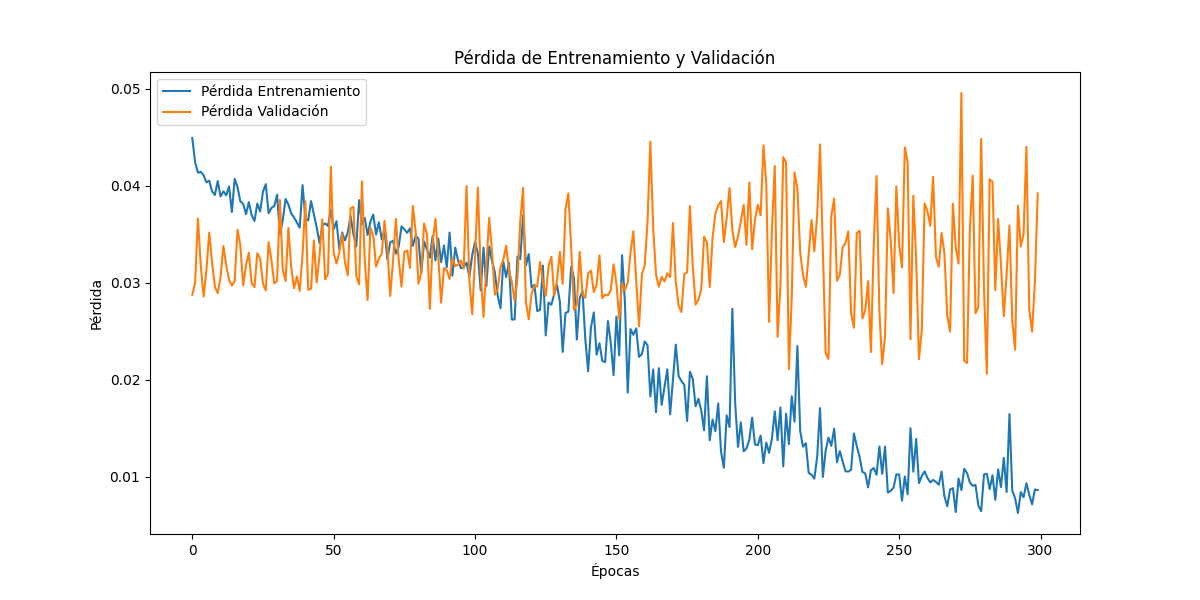 Pérdida de Entrenamiento y Validación
Pérdida Entrenamiento
Pérdida Validación
0.05
0.04
0.03
0.02
0.01
Pérdida
0 50 100 150 200 250 300
Épocas